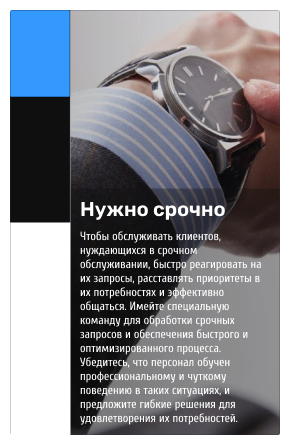 Нужно срочно
Чтобы обслуживать клиентов,
нуждающихся в срочном
обслуживании, быстро реагировать на
их запросы, расставлять приоритеты в
их потребностях и эффективно
общаться. Имейте специальную
команду для обработки срочных
запросов и обеспечения быстрого и
оптимизированного процесса.
Убедитесь, что персонал обучен
профессиональному и чуткому
поведению в таких ситуациях, и
предложите гибкие решения для
удовлетворения их потребностей.